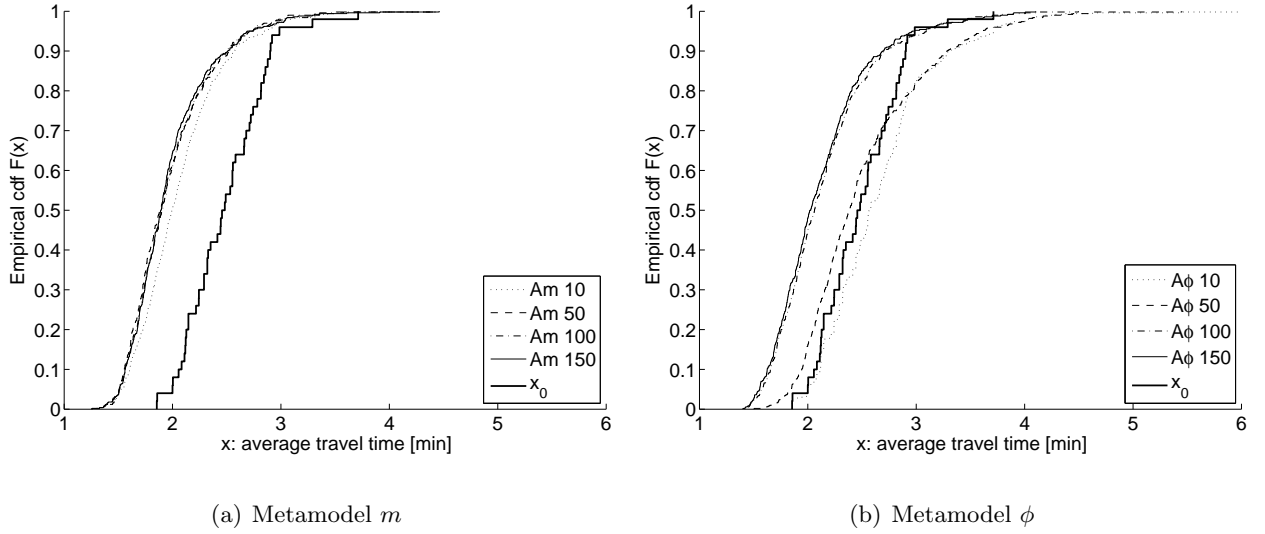 1
0.9
0.8
0.7
0.6
0.5
0.4
0.3
0.2
0.1
0
Empirical cdf F(x)
1 2 3 4 5 6
x: average travel time [min]
Am 10
Am 50
Am 100
Am 150
x0
(a) Metamodel m
1
0.9
0.8
0.7
0.6
0.5
0.4
0.3
0.2
0.1
0
Empirical cdf F(x)
1 2 3 4 5 6
x: average travel time [min]
Aϕ 10
Aϕ 50
Aϕ 100
Aϕ 150
x0
(b) Metamodel ϕ